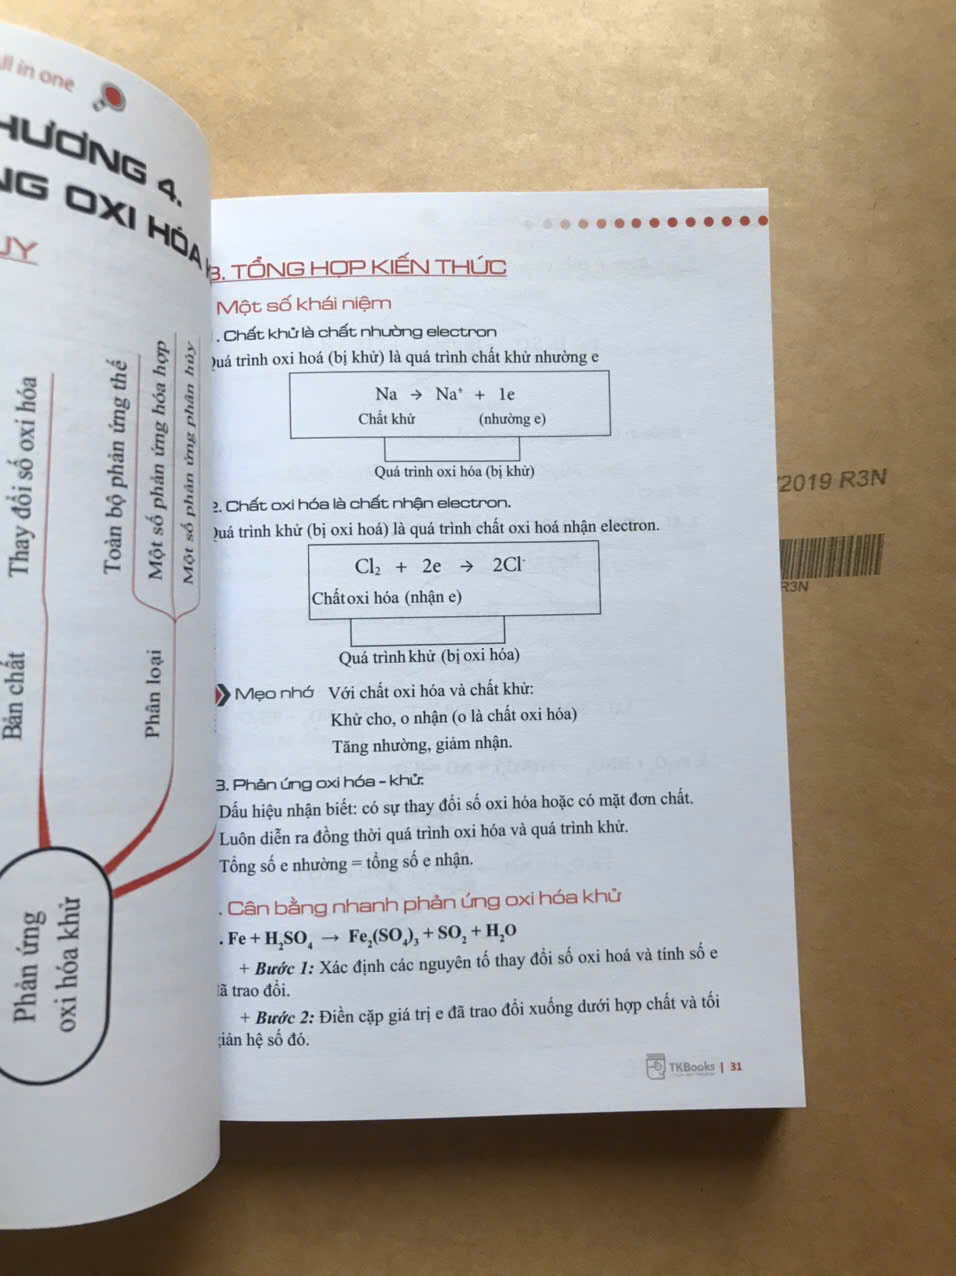 in one
HƯƠNG 4.
NG OXI HÓA
UY
Bản chất
Thay đổi số oxi hóa
Phân loại
Toàn bộ phản ứng thế
Một số phản ứng hóa hợp
Một số phản ứng phân hủy
Phản ứng
oxi hóa khử
B. TỔNG HỢP KIẾN THỨC
Một số khái niệm
. Chất khử là chất nhường electron
Quá trình oxi hoá (bị khử) là quá trình chất khử nhường e
Na → Na⁺ + 1e
Chất khử (nhường e)
Quá trình oxi hóa (bị khử)
2. Chất oxi hóa là chất nhận electron.
Quá trình khử (bị oxi hoá) là quá trình chất oxi hoá nhận electron.
Cl₂ + 2e → 2Cl⁻
Chất oxi hóa (nhận e)
Quá trình khử (bị oxi hóa)
Mẹo nhớ Với chất oxi hóa và chất khử:
Khử cho, o nhận (o là chất oxi hóa)
Tăng nhường, giảm nhận.
3. Phản ứng oxi hóa - khử:
Dấu hiệu nhận biết: có sự thay đổi số oxi hóa hoặc có mặt đơn chất.
Luôn diễn ra đồng thời quá trình oxi hóa và quá trình khử.
Tổng số e nhường = tổng số e nhận.
. Cân bằng nhanh phản ứng oxi hóa khử
. Fe + H₂SO₄ → Fe₂(SO₄)₃ + SO₂ + H₂O
+ Bước 1: Xác định các nguyên tố thay đổi số oxi hoá và tính số e
đã trao đổi.
+ Bước 2: Điền cặp giá trị e đã trao đổi xuống dưới hợp chất và tối
giản hệ số đó.
TKBooks | 31
/2019 R3N
R3N